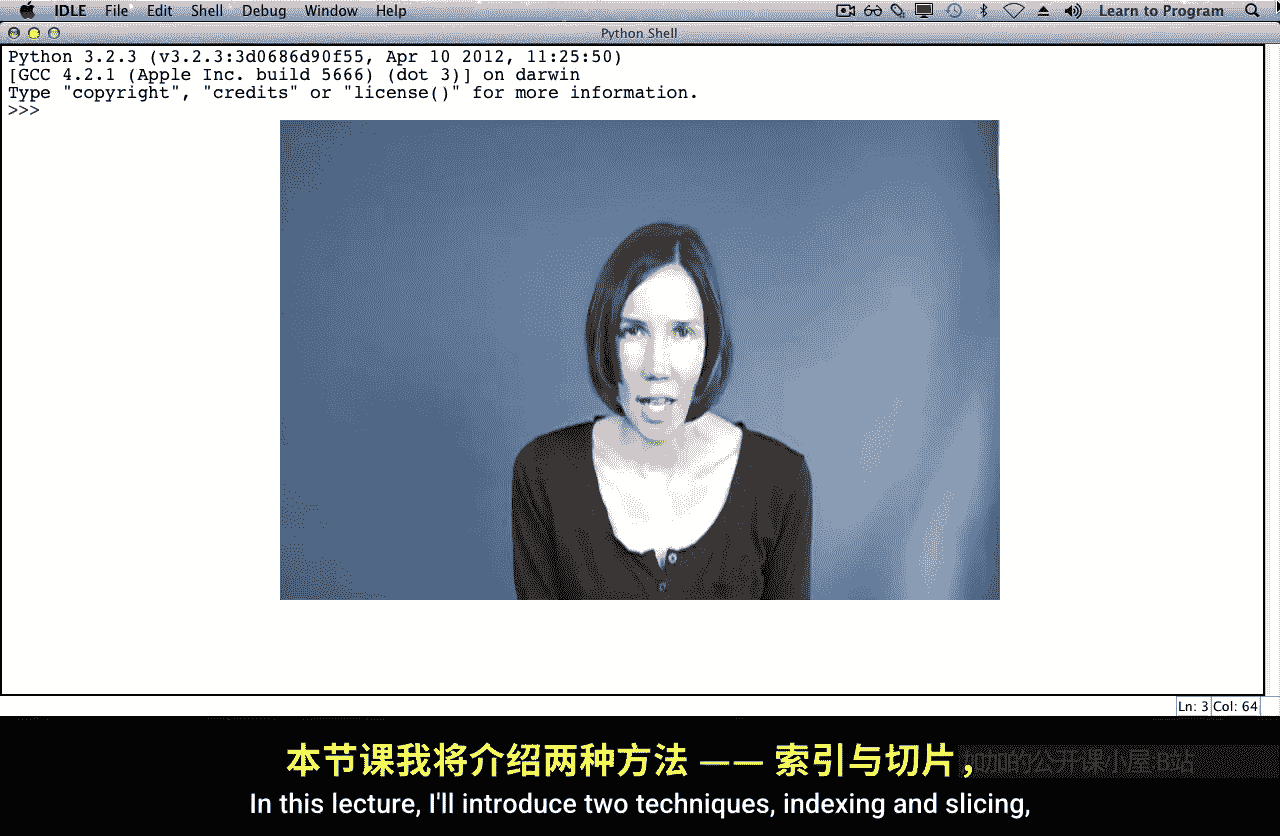 IDLE File Edit Shell Debug Window Help Learn to Program
Python Shell
Python 3.2.3 (v3.2.3:3d0686d90f55, Apr 10 2012, 11:25:50)
[GCC 4.2.1 (Apple Inc. build 5666) (dot 3)] on darwin
Type "copyright", "credits" or "license()" for more information.
>>>
Ln: 3 Col: 64
本节课我将介绍两种方法 —— 索引与切片，
加加的公开课小屋B站
In this lecture, I'll introduce two techniques, indexing and slicing,